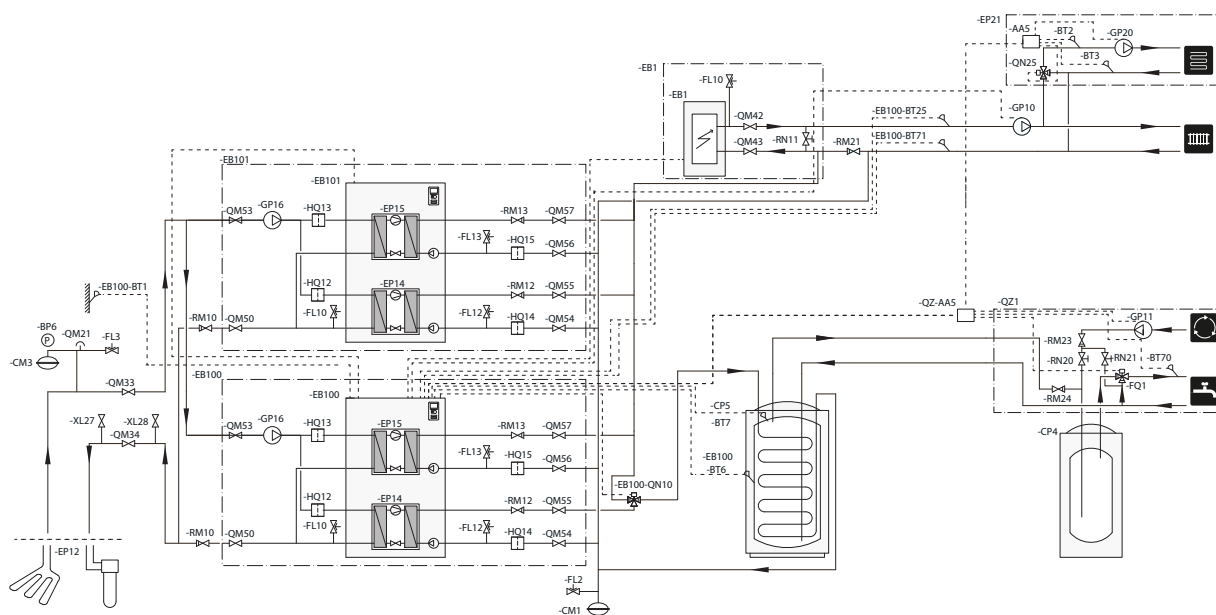 -EP21
-AA5
-BT2
-GP20
-BT3
-QN25
-EB1
-FL10
-EB1
-QM42
-GP10
-EB100-BT25
-RN11
-QM43
-RM21
-EB100-BT71
-EB101
-EB101
-EP15
-HQ13
-GP16
-QM53
-RM13
-QM57
-FL13
-HQ15
-QM56
-EP14
-HQ12
-RM12
-QM55
-FL10
-FL12
-RM10
-QM50
-HQ14
-QM54
-EB100-BT1
-BP6
P
-QM21
-FL3
-CM3
-QM33
-XL27
-XL28
-QM34
-QZ-AA5
-QZ1
-GP11
-RM23
-RN20
-RN21
-BT70
-FQ1
-RM24
-CP4
-EB100
-EB100
-EP15
-HQ13
-GP16
-QM53
-RM13
-QM57
-FL13
-HQ15
-QM56
-CP5
-BT7
-EB100
-BT6
-EB100-QN10
-EP14
-HQ12
-RM12
-QM55
-FL10
-FL12
-RM10
-QM50
-HQ14
-QM54
-EP12
-FL2
-CM1